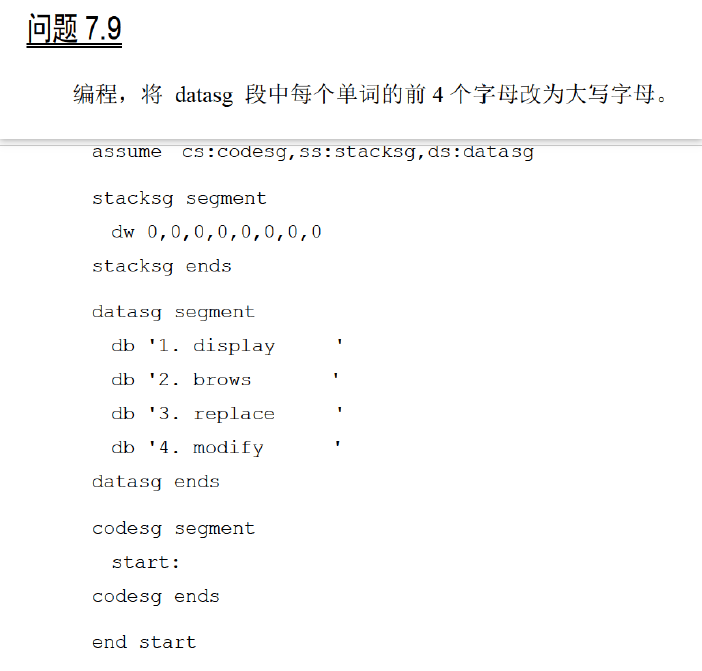 问题 7.9
编程，将 datasg 段中每个单词的前 4 个字母改为大写字母。
assume  cs:codesg,ss:stacksg,ds:datasg
stacksg segment
dw 0,0,0,0,0,0,0,0
stacksg ends
datasg segment
db '1. display      '
db '2. brows        '
db '3. replace      '
db '4. modify       '
datasg ends
codesg segment
start:
codesg ends
end start